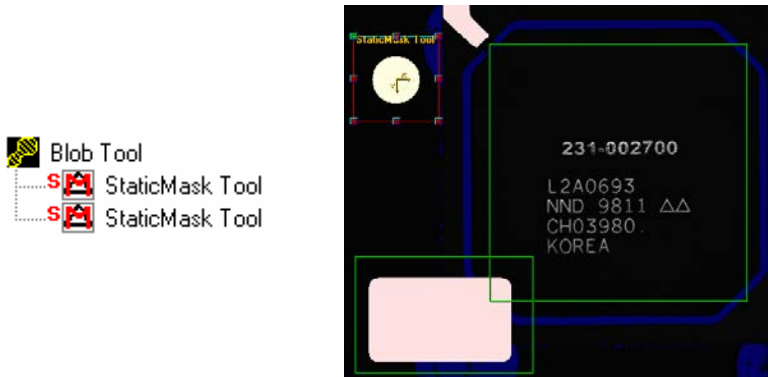 Blob Tool
S StaticMask Tool
S StaticMask Tool
StaticMask Tool
231-002700
L2A0693
NND 9811 △△
CH03980.
KOREA